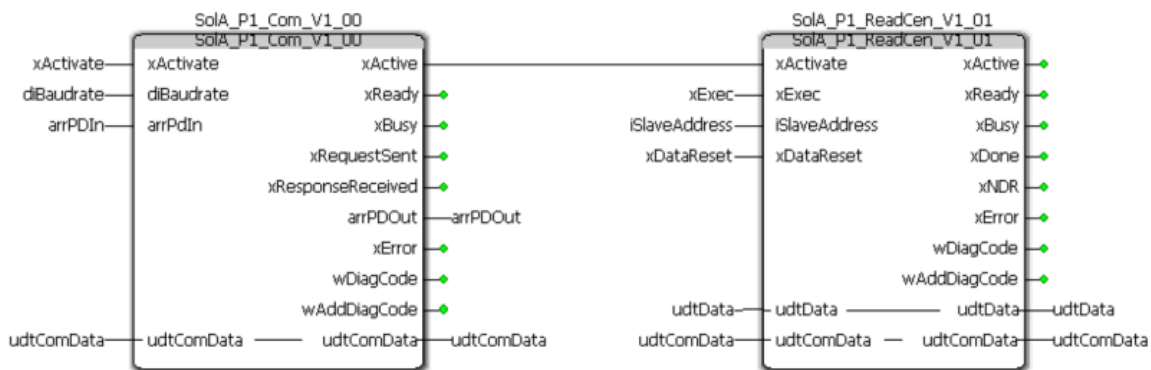 SolA_P1_Com_V1_00 SolA_P1_ReadCen_V1_01
SolA_P1_Com_V1_00 SolA_P1_ReadCen_V1_01
xActivate xActivate xActive xActivate xActive
diBaudrate diBaudrate xReady xExec xExec xReady
arrPDIn arrPdIn xBusy iSlaveAddress iSlaveAddress xBusy
xRequestSent xDataReset xDataReset xDone
xResponseReceived xNDR
arrPDOut arrPDOut xError
xError wDiagCode
wDiagCode wAddDiagCode
wAddDiagCode udtData udtData udtData udtData
udtComData udtComData udtComData udtComData udtComData udtComData udtComData udtComData